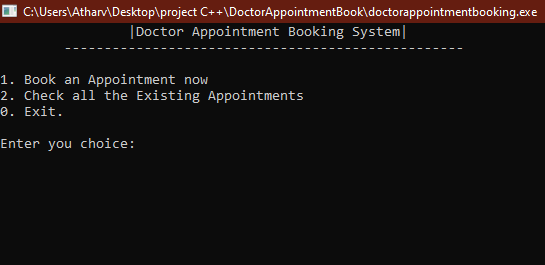 C:\Users\Atharv\Desktop\project C++\DoctorAppointmentBook\doctorappointmentbooking.exe
|Doctor Appointment Booking System|
--------------------------------------------------
1. Book an Appointment now
2. Check all the Existing Appointments
0. Exit.
Enter you choice: